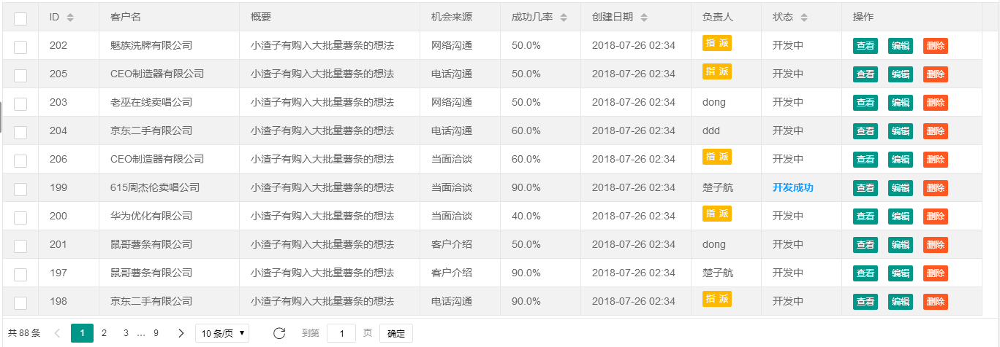 ID 客户名 概要 机会来源 成功几率 创建日期 负责人 状态 操作
202 魅族洗牌有限公司 小渣子有购入大批量薯条的想法 网络沟通 50.0% 2018-07-26 02:34 指 派 开发中 查看 编辑 删除
205 CEO制造器有限公司 小渣子有购入大批量薯条的想法 电话沟通 50.0% 2018-07-26 02:34 指 派 开发中 查看 编辑 删除
203 老巫在线卖唱公司 小渣子有购入大批量薯条的想法 网络沟通 50.0% 2018-07-26 02:34 dong 开发中 查看 编辑 删除
204 京东二手有限公司 小渣子有购入大批量薯条的想法 电话沟通 60.0% 2018-07-26 02:34 ddd 开发中 查看 编辑 删除
206 CEO制造器有限公司 小渣子有购入大批量薯条的想法 当面洽谈 60.0% 2018-07-26 02:34 指 派 开发中 查看 编辑 删除
199 615周杰伦卖唱公司 小渣子有购入大批量薯条的想法 当面洽谈 90.0% 2018-07-26 02:34 楚子航 开发成功 查看 编辑 删除
200 华为优化有限公司 小渣子有购入大批量薯条的想法 当面洽谈 40.0% 2018-07-26 02:34 指 派 开发中 查看 编辑 删除
201 鼠哥薯条有限公司 小渣子有购入大批量薯条的想法 客户介绍 50.0% 2018-07-26 02:34 dong 开发中 查看 编辑 删除
197 鼠哥薯条有限公司 小渣子有购入大批量薯条的想法 客户介绍 90.0% 2018-07-26 02:34 楚子航 开发中 查看 编辑 删除
198 京东二手有限公司 小渣子有购入大批量薯条的想法 电话沟通 90.0% 2018-07-26 02:34 指 派 开发中 查看 编辑 删除
共 88 条 1 2 3 … 9 10 条/页 到第 1 页 确定